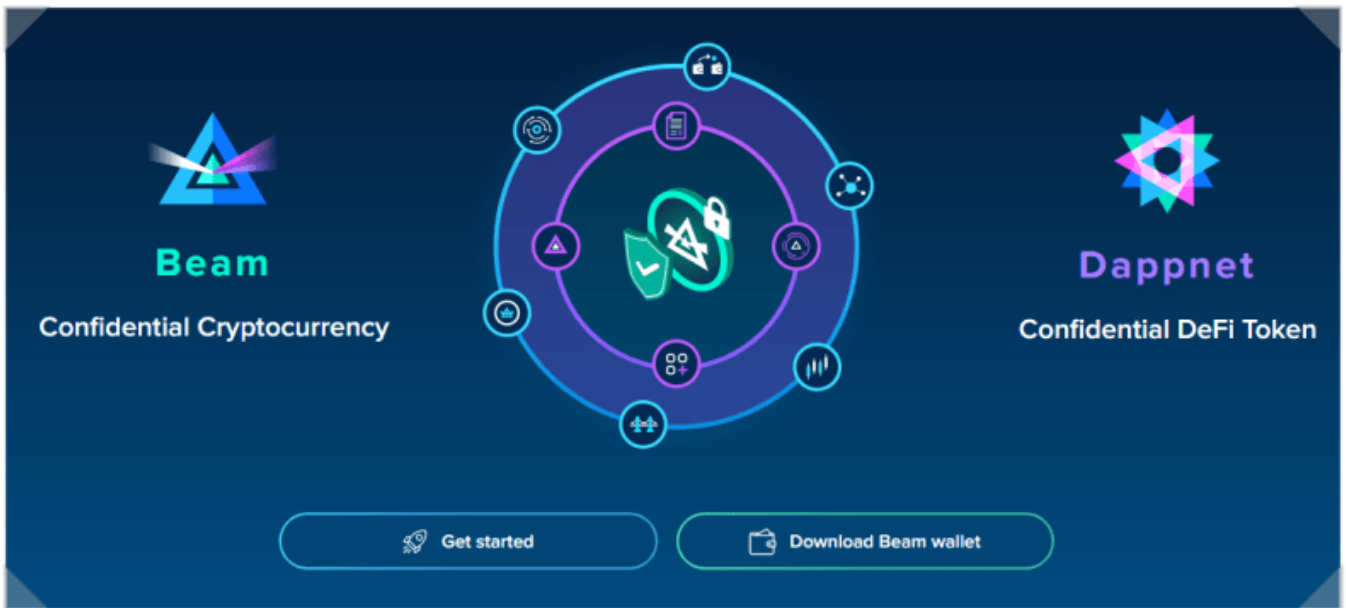 Beam
Confidential Cryptocurrency
Dappnet
Confidential DeFi Token
Get started
Download Beam wallet